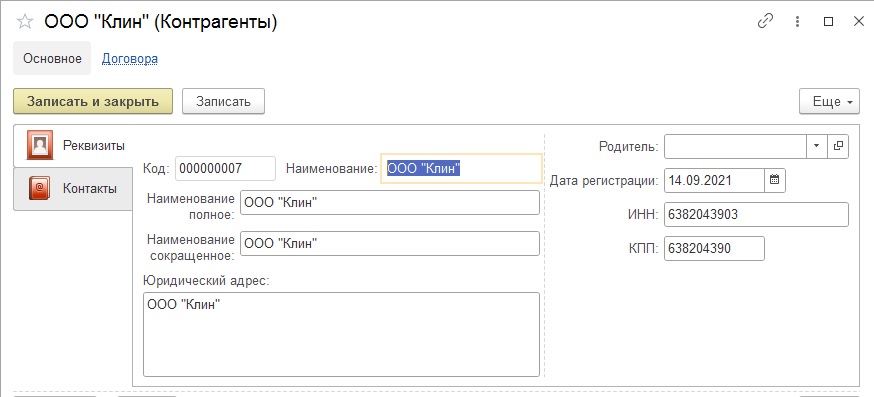 ООО "Клин" (Контрагенты)
Основное Договора
Записать и закрыть Записать Еще
Реквизиты
Контакты
Код: 000000007 Наименование: ООО "Клин"
Наименование полное: ООО "Клин"
Наименование сокращенное: ООО "Клин"
Юридический адрес:
ООО "Клин"
Родитель:
Дата регистрации: 14.09.2021
ИНН: 6382043903
КПП: 638204390